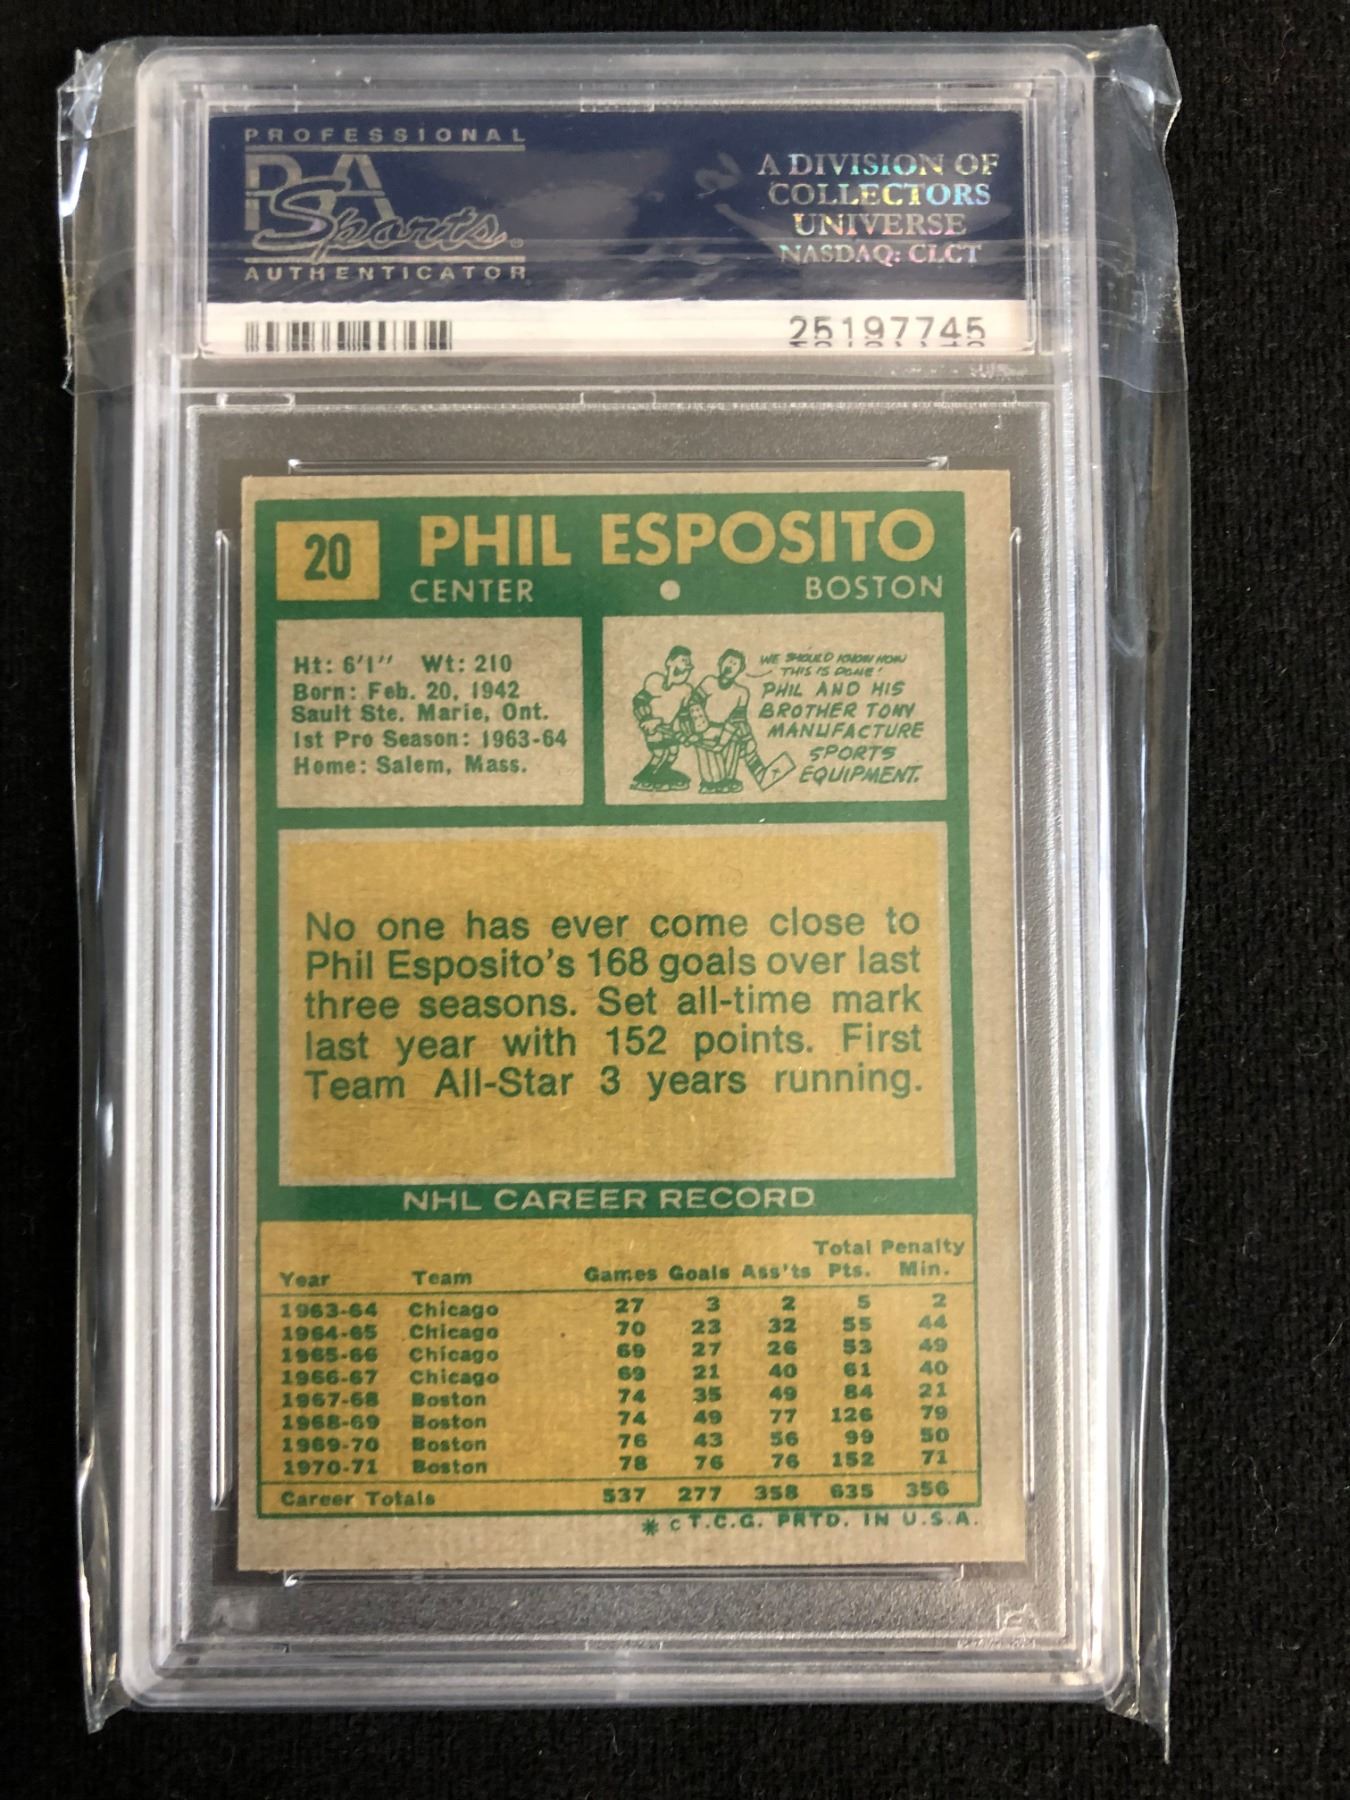 PROFESSIONAL
PSA
Sports
AUTHENTICATOR
A DIVISION OF
COLLECTORS
UNIVERSE
NASDAQ: CLCT
25197745
20
PHIL ESPOSITO
CENTER • BOSTON
Ht: 6'1" Wt: 210
Born: Feb. 20, 1942
Sault Ste. Marie, Ont.
1st Pro Season: 1963-64
Home: Salem, Mass.
WE SHOULD KNOW HOW
THIS IS DONE!
PHIL AND HIS
BROTHER TONY
MANUFACTURE
SPORTS
EQUIPMENT.
No one has ever come close to
Phil Esposito's 168 goals over last
three seasons. Set all-time mark
last year with 152 points. First
Team All-Star 3 years running.
NHL CAREER RECORD
Total Penalty
Year Team Games Goals Ass'ts Pts. Min.
1963-64 Chicago 27 3 2 5 2
1964-65 Chicago 70 23 32 55 44
1965-66 Chicago 69 27 26 53 49
1966-67 Chicago 69 21 40 61 40
1967-68 Boston 74 35 49 84 21
1968-69 Boston 74 49 77 126 79
1969-70 Boston 76 43 56 99 50
1970-71 Boston 78 76 76 152 71
Career Totals 537 277 358 635 356
* c T.C.G. PRTD. IN U.S.A.